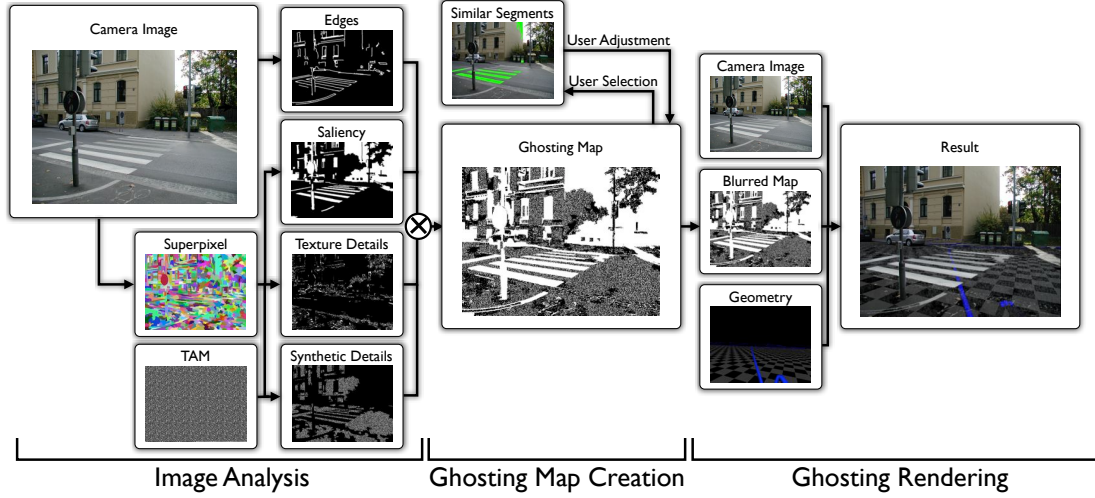 Camera Image
Edges
Saliency
Superpixel
Texture Details
TAM
Synthetic Details
Similar Segments
User Adjustment
User Selection
Ghosting Map
Camera Image
Blurred Map
Geometry
Result
Image Analysis
Ghosting Map Creation
Ghosting Rendering